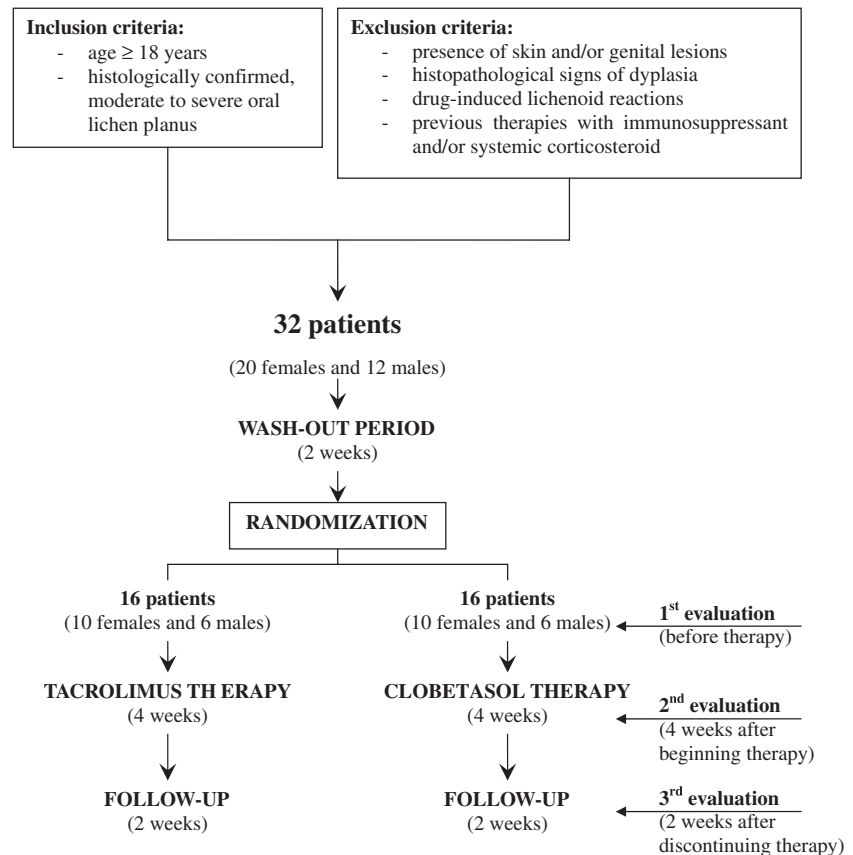 Inclusion criteria:
- age ≥ 18 years
- histologically confirmed,
moderate to severe oral
lichen planus
Exclusion criteria:
- presence of skin and/or genital lesions
- histopathological signs of dyplasia
- drug-induced lichenoid reactions
- previous therapies with immunosuppressant
and/or systemic corticosteroid
32 patients
(20 females and 12 males)
WASH-OUT PERIOD
(2 weeks)
RANDOMIZATION
16 patients
(10 females and 6 males)
16 patients
(10 females and 6 males)
1st evaluation
(before therapy)
TACROLIMUS TH ERAPY
(4 weeks)
CLOBETASOL THERAPY
(4 weeks)
2nd evaluation
(4 weeks after
beginning therapy)
FOLLOW-UP
(2 weeks)
FOLLOW-UP
(2 weeks)
3rd evaluation
(2 weeks after
discontinuing therapy)